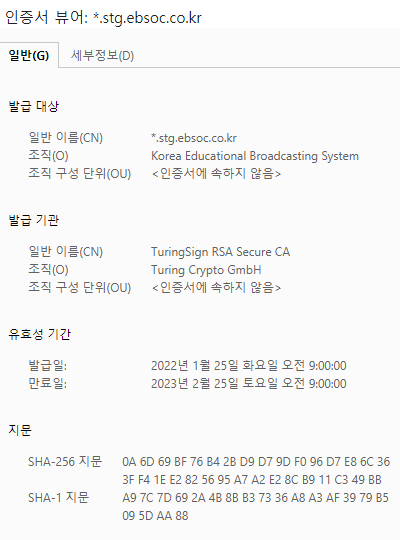 인증서 뷰어: *.stg.ebsoc.co.kr
일반(G) 세부정보(D)
발급 대상
일반 이름(CN) *.stg.ebsoc.co.kr
조직(O) Korea Educational Broadcasting System
조직 구성 단위(OU) <인증서에 속하지 않음>
발급 기관
일반 이름(CN) TuringSign RSA Secure CA
조직(O) Turing Crypto GmbH
조직 구성 단위(OU) <인증서에 속하지 않음>
유효성 기간
발급일: 2022년 1월 25일 화요일 오전 9:00:00
만료일: 2023년 2월 25일 토요일 오전 9:00:00
지문
SHA-256 지문 0A 6D 69 BF 76 B4 2B D9 D7 9D F0 96 D7 E8 6C 36
3F F4 1E E2 82 56 95 A7 A2 E2 8C B9 11 C3 49 BB
SHA-1 지문 A9 7C 7D 69 2A 4B 8B B3 73 36 A8 A3 AF 39 79 B5
09 5D AA 88